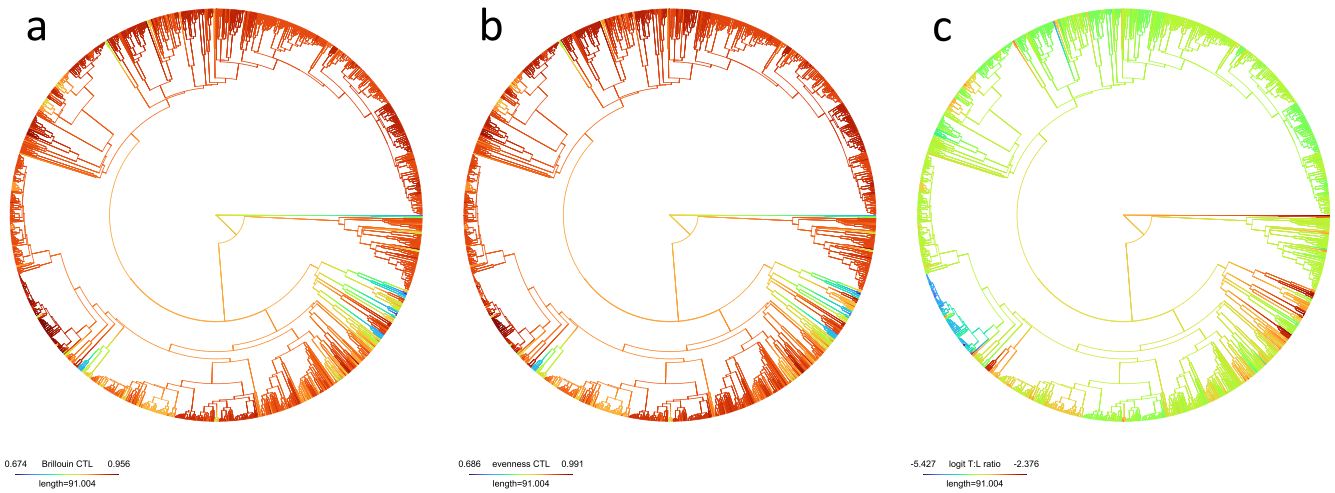 a
b
c
0.674 Brillouin CTL 0.956
length=91.004
0.686 evenness CTL 0.991
length=91.004
-5.427 logit T:L ratio -2.376
length=91.004